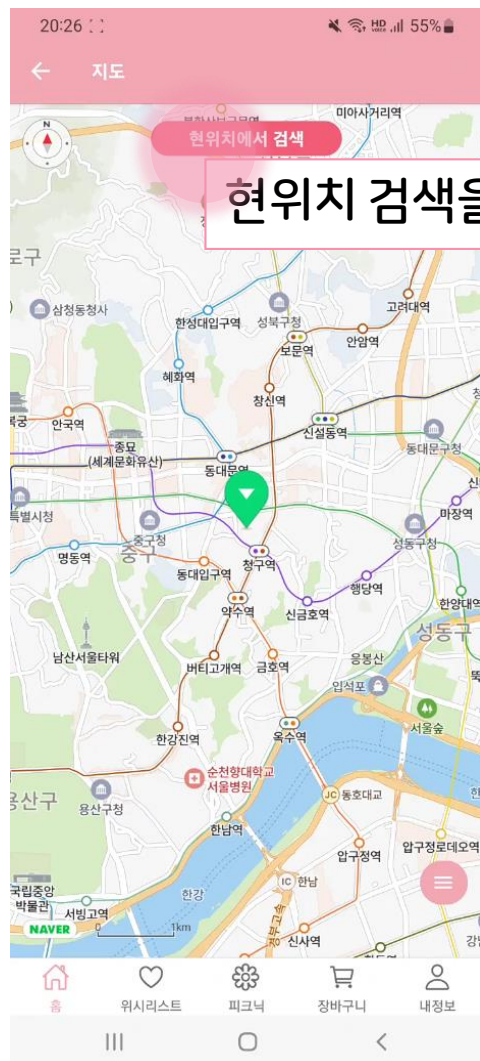 20:26
HD VOICE
55%
지도
미아사거리역
현위치에서 검색
현위치 검색을
로구
삼청동청사
한성대입구역
성북구청
고려대역
보문역
안암역
혜화역
창신역
안국역
신설동역
종묘
(세계문화유산)
동대문구청
동대문역
특별시청
마장역
중구청
성동구청
명동역
중구
동대입구역
청구역
행당역
약수역
신금호역
한양대역
성동구
남산서울타워
버티고개역
금호역
응봉산
입석포
서울숲
한강진역
옥수역
순천향대학교
서울병원
용산구
용산구청
JC 동호대교
한남역
압구정역
압구정로데오역
국립중앙
박물관
서빙고역
한강
IC 한남
경부고속
NAVER
0
1km
신사역
홈
위시리스트
피크닉
장바구니
내정보